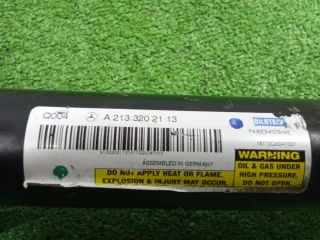 Q004 A 213 320 21 13
BILSTEIN
ASSEMBLED IN GERMANY
DO NOT APPLY HEAT OR FLAME.
EXPLOSION & INJURY MAY OCCUR.
WARNING
OIL & GAS UNDER
HIGH PRESSURE.
DO NOT OPEN.